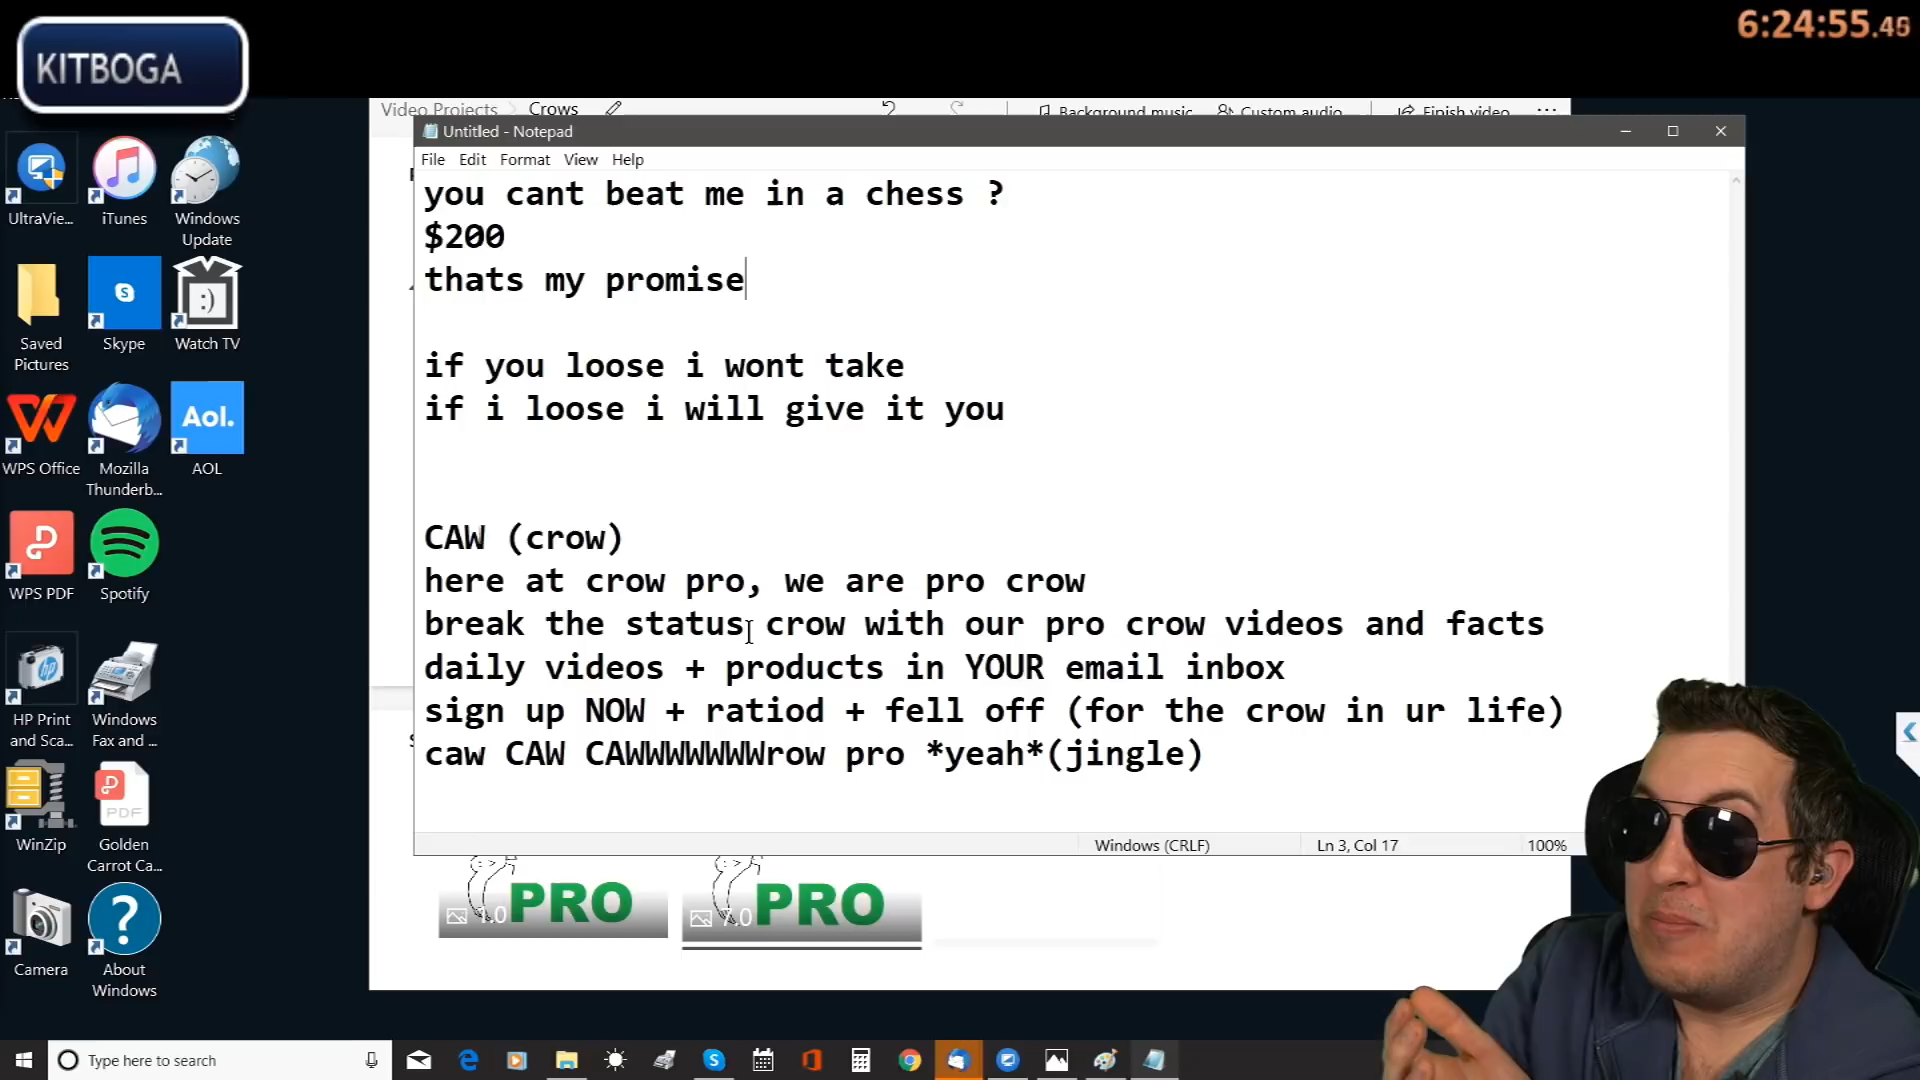 KITBOGA
6:24:55.48
Video Projects
Crows
Background music
Custom audio
Finish video
Untitled - Notepad
File Edit Format View Help
you cant beat me in a chess ?
$200
thats my promise
if you loose i wont take
if i loose i will give it you
CAW (crow)
here at crow pro, we are pro crow
break the status crow with our pro crow videos and facts
daily videos + products in YOUR email inbox
sign up NOW + ratiod + fell off (for the crow in ur life)
caw CAW CAWWWWWWWrow pro *yeah*(jingle)
Windows (CRLF)
Ln 3, Col 17
100%
UltraVie...
iTunes
Windows
Update
Saved
Pictures
Skype
Watch TV
WPS Office
Mozilla
Thunderb...
Aol.
AOL
WPS PDF
Spotify
HP Print
and Sca...
Windows
Fax and ...
WinZip
PDF
Golden
Carrot Ca...
Camera
About
Windows
1.0
PRO
7.0
PRO
Type here to search